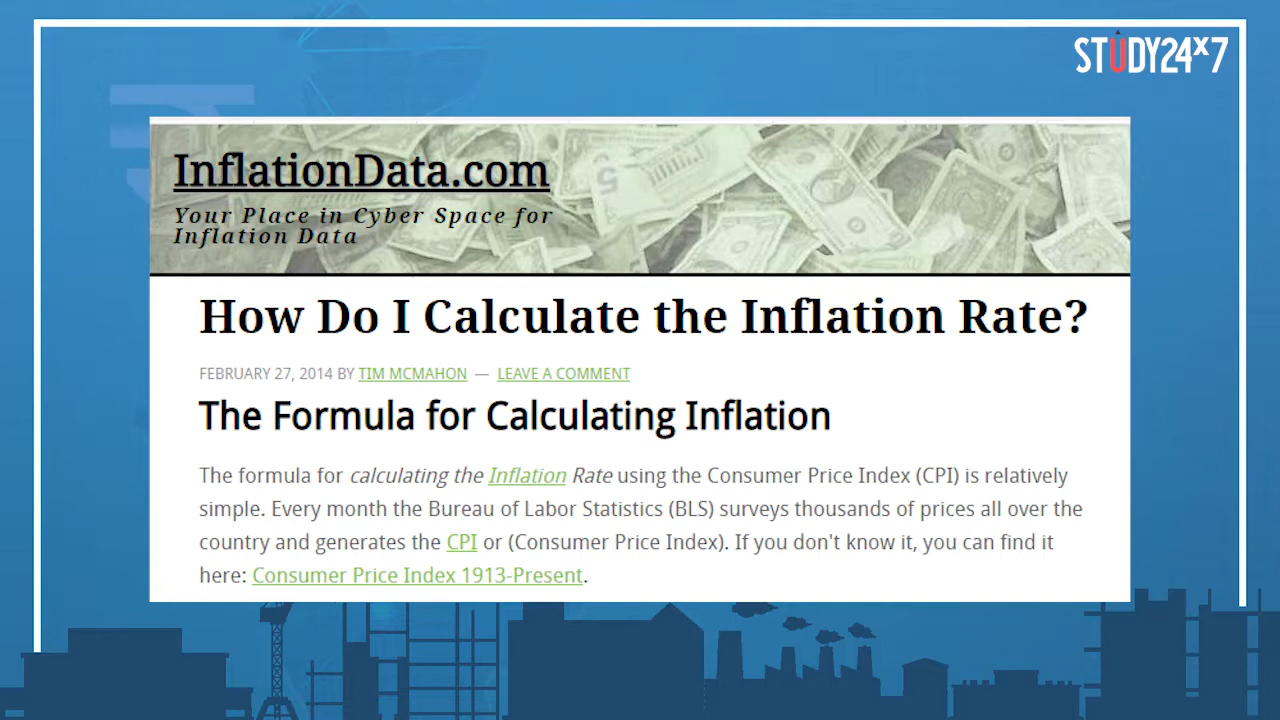 STUDY24x7
InflationData.com
Your Place in Cyber Space for
Inflation Data
How Do I Calculate the Inflation Rate?
FEBRUARY 27, 2014 BY TIM MCMAHON — LEAVE A COMMENT
The Formula for Calculating Inflation
The formula for calculating the Inflation Rate using the Consumer Price Index (CPI) is relatively
simple. Every month the Bureau of Labor Statistics (BLS) surveys thousands of prices all over the
country and generates the CPI or (Consumer Price Index). If you don't know it, you can find it
here: Consumer Price Index 1913-Present.